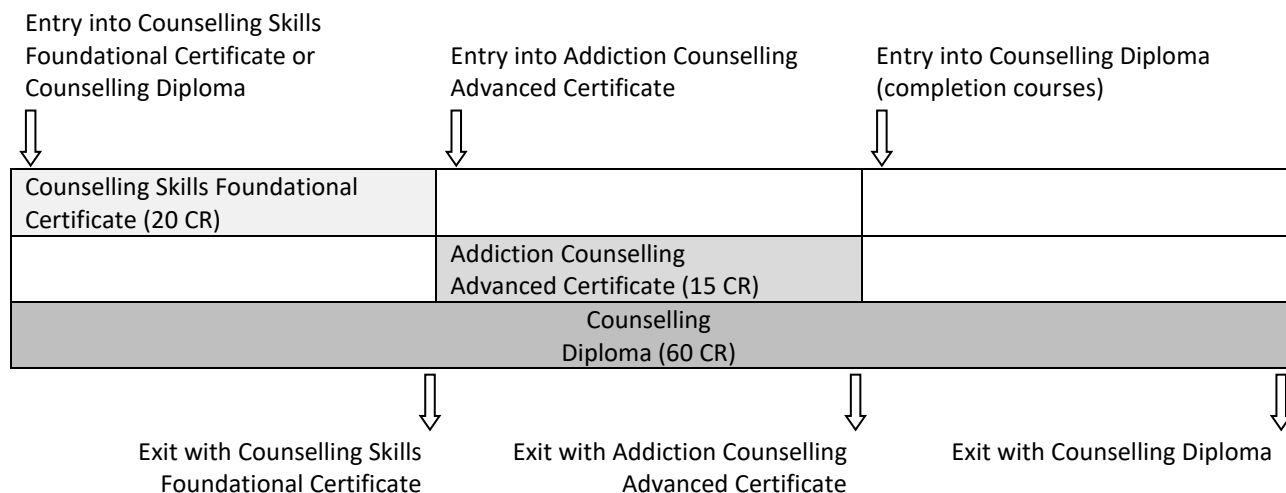 Entry into Counselling Skills
Foundational Certificate or
Counselling Diploma
Entry into Addiction Counselling
Advanced Certificate
Entry into Counselling Diploma
(completion courses)
Counselling Skills Foundational
Certificate (20 CR)
Addiction Counselling
Advanced Certificate (15 CR)
Counselling
Diploma (60 CR)
Exit with Counselling Skills
Foundational Certificate
Exit with Addiction Counselling
Advanced Certificate
Exit with Counselling Diploma